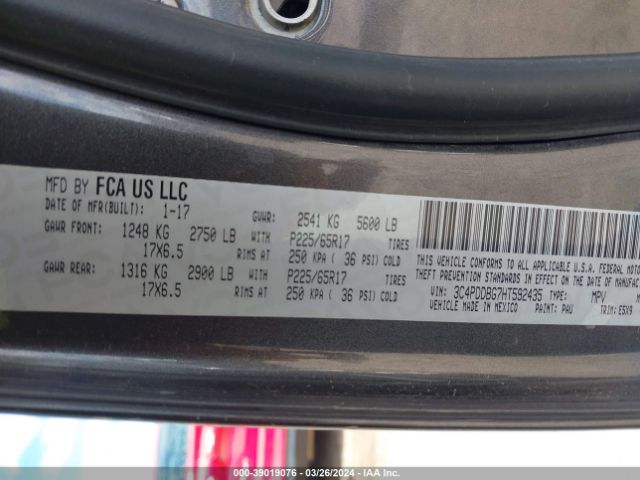 MFD BY FCA US LLC
DATE OF MFR(BUILT): 1-17 GVWR: 2541 KG 5600 LB
GAWR FRONT: 1248 KG 2750 LB WITH P225/65R17 TIRES
17X6.5 RIMS AT 250 KPA ( 36 PSI) COLD
GAWR REAR: 1316 KG 2900 LB WITH P225/65R17 TIRES
17X6.5 RIMS AT 250 KPA ( 36 PSI) COLD
THIS VEHICLE CONFORMS TO ALL APPLICABLE U.S.A. FEDERAL
THEFT PREVENTION STANDARDS IN EFFECT ON THE DATE OF MANUFAC
VIN: 3C4PDDBG7HT592435 TYPE: MPV
VEHICLE MADE IN MEXICO PAINT: PAU TRIM: E5X9
000-39019076 / 03/26/2024 / IAA Inc.